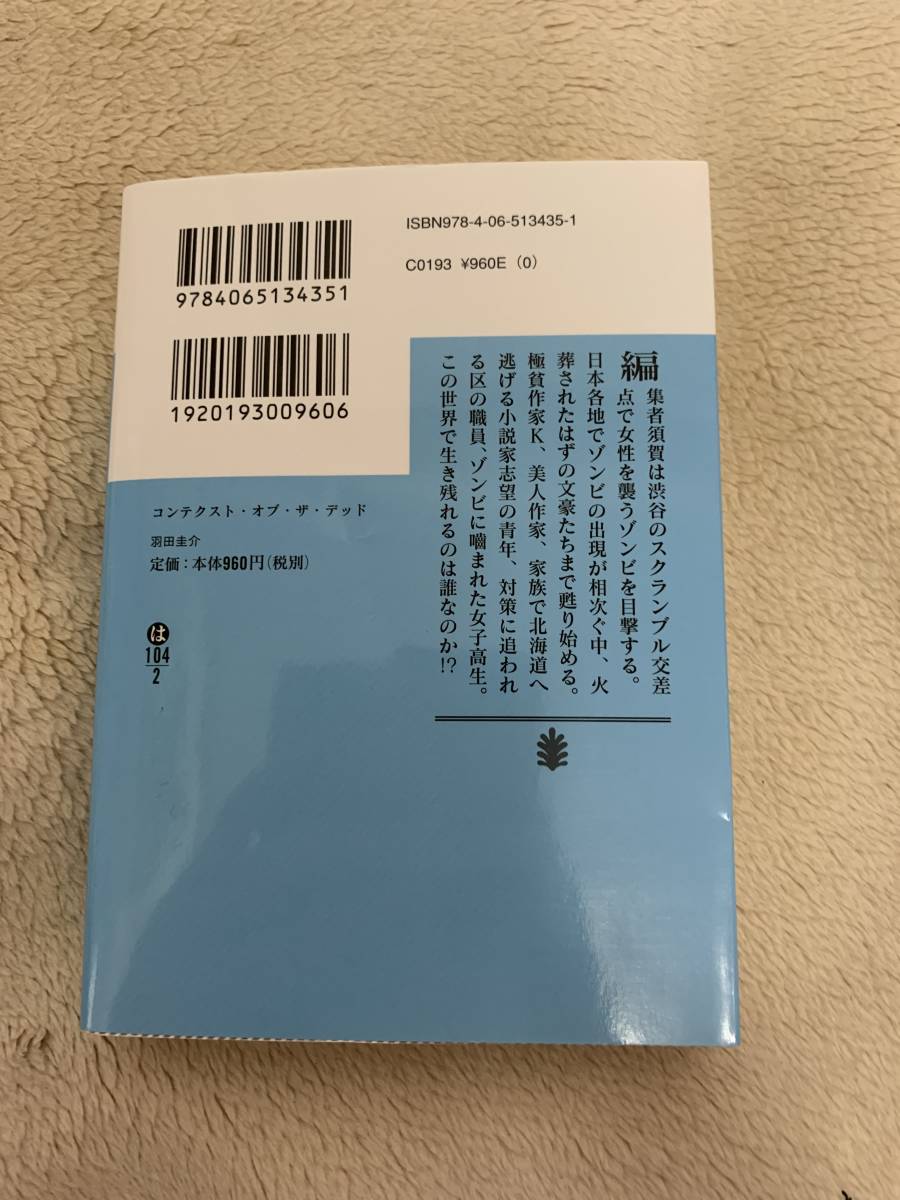 ISBN978-4-06-513435-1
C0193 ¥960E (0)
9784065134351
1920193009606
編集者須賀は渋谷のスクランブル交差
点で女性を襲うゾンビを目撃する。
日本各地でゾンビの出現が相次ぐ中、火
葬されたはずの文豪たちまで甦り始める。
極貧作家K、美人作家、家族で北海道へ
逃げる小説家志望の青年、対策に追われ
る区の職員、ゾンビに嚙まれた女子高生。
この世界で生き残れるのは誰なのか!?
コンテクスト・オブ・ザ・デッド
羽田圭介
定価:本体960円(税別)
は
104
2